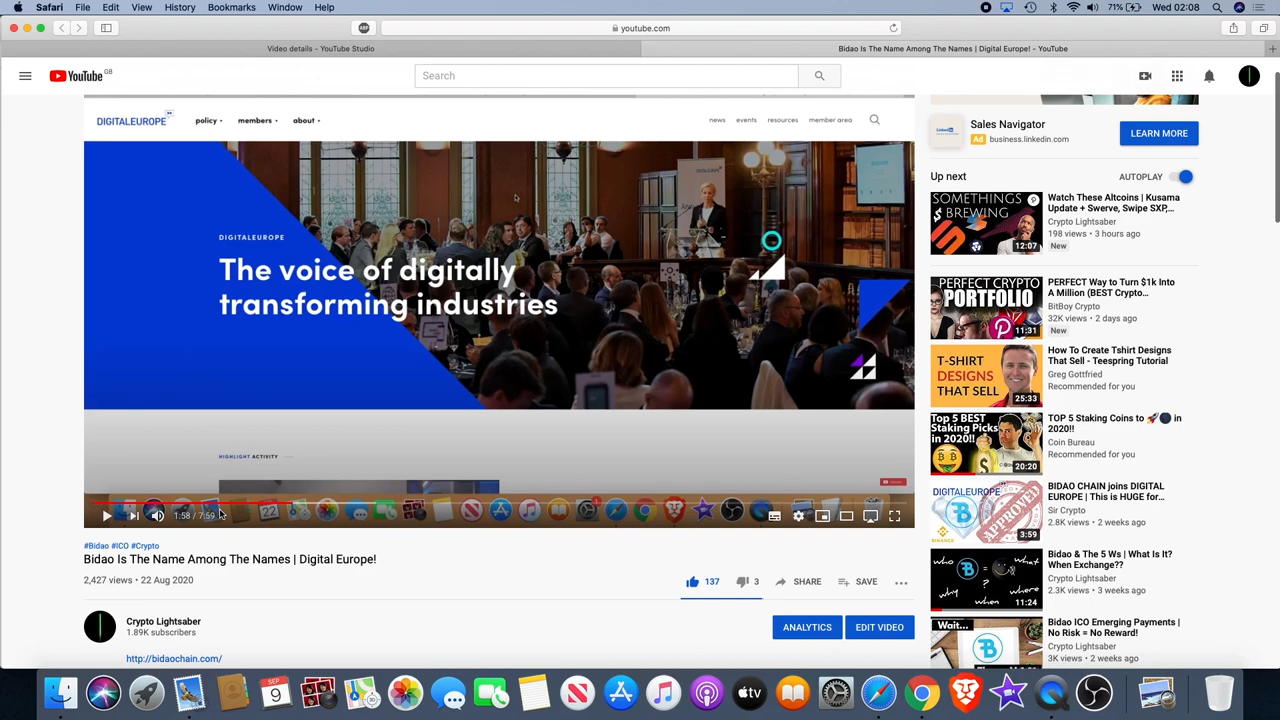 Safari File Edit View History Bookmarks Window Help
71% Wed 02:08
youtube.com
Video details - YouTube Studio
Bidao Is The Name Among The Names | Digital Europe! - YouTube
YouTube GB
Search
DIGITALEUROPE
policy members about
news events resources member area
DIGITALEUROPE
The voice of digitally
transforming industries
HIGHLIGHT ACTIVITY
1:58 / 7:59
#Bidao #ICO #Crypto
Bidao Is The Name Among The Names | Digital Europe!
2,427 views • 22 Aug 2020
137 3 SHARE SAVE
Crypto Lightsaber
1.89K subscribers
ANALYTICS EDIT VIDEO
http://bidaochain.com/
Sales Navigator
Ad business.linkedin.com
LEARN MORE
Up next
AUTOPLAY
SOMETHINGS
BREWING
12:07
Watch These Altcoins | Kusama
Update + Swerve, Swipe SXP,...
Crypto Lightsaber
198 views • 3 hours ago
New
PERFECT CRYPTO
PORTFOLIO
11:31
PERFECT Way to Turn $1k Into
A Million (BEST Crypto...
BitBoy Crypto
32K views • 2 days ago
New
T-SHIRT
DESIGNS
THAT SELL
25:33
How To Create Tshirt Designs
That Sell - Teespring Tutorial
Greg Gottfried
Recommended for you
Top 5 BEST
Staking Picks
in 2020!!
20:20
TOP 5 Staking Coins to 🚀🌑 in
2020!!
Coin Bureau
Recommended for you
DIGITALEUROPE
APPROVED
BINANCE
3:59
BIDAO CHAIN joins DIGITAL
EUROPE | This is HUGE for...
Sir Crypto
2.8K views • 2 weeks ago
who
what
where
why
when
11:24
Bidao & The 5 Ws | What Is It?
When Exchange??
Crypto Lightsaber
2.3K views • 3 weeks ago
Wait...
Bidao ICO Emerging Payments |
No Risk = No Reward!
Crypto Lightsaber
3K views • 2 weeks ago
SEP
9
tv